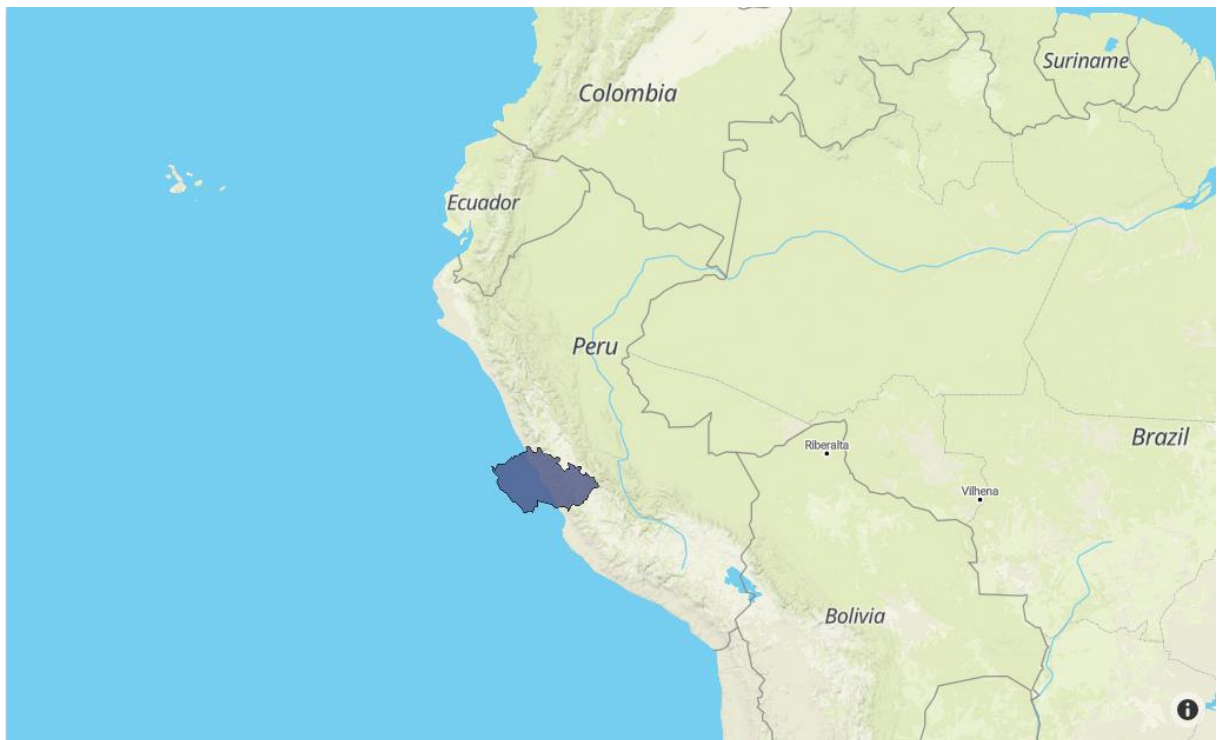 Suriname
Colombia
Ecuador
Peru
Brazil
Riberalta
Vilhena
Bolivia
i